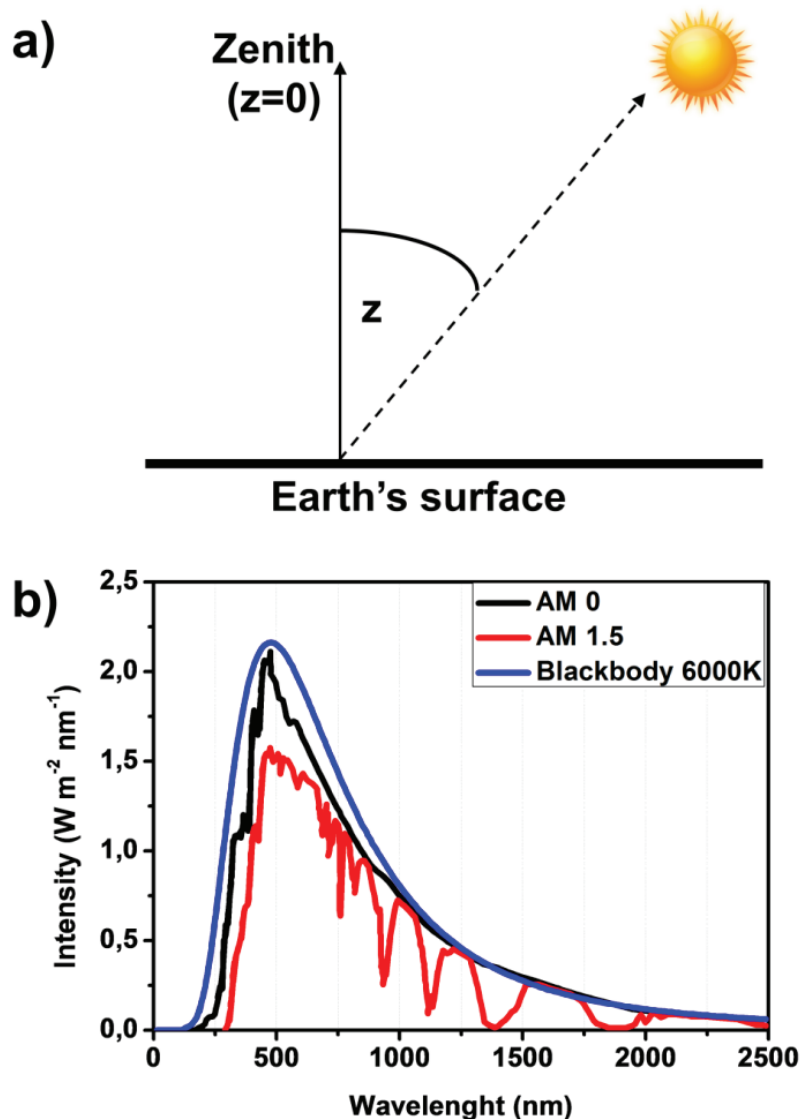 a)
Zenith
(z=0)
z
Earth's surface
b)
AM 0
AM 1.5
Blackbody 6000K
Intensity (W m⁻² nm⁻¹)
2,5
2,0
1,5
1,0
0,5
0,0
0 500 1000 1500 2000 2500
Wavelenght (nm)